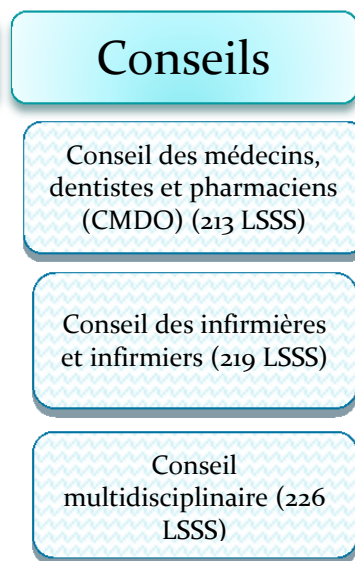 Conseils
Conseil des médecins,
dentistes et pharmaciens
(CMDO) (213 LSSS)
Conseil des infirmières
et infirmiers (219 LSSS)
Conseil
multidisciplinaire (226
LSSS)